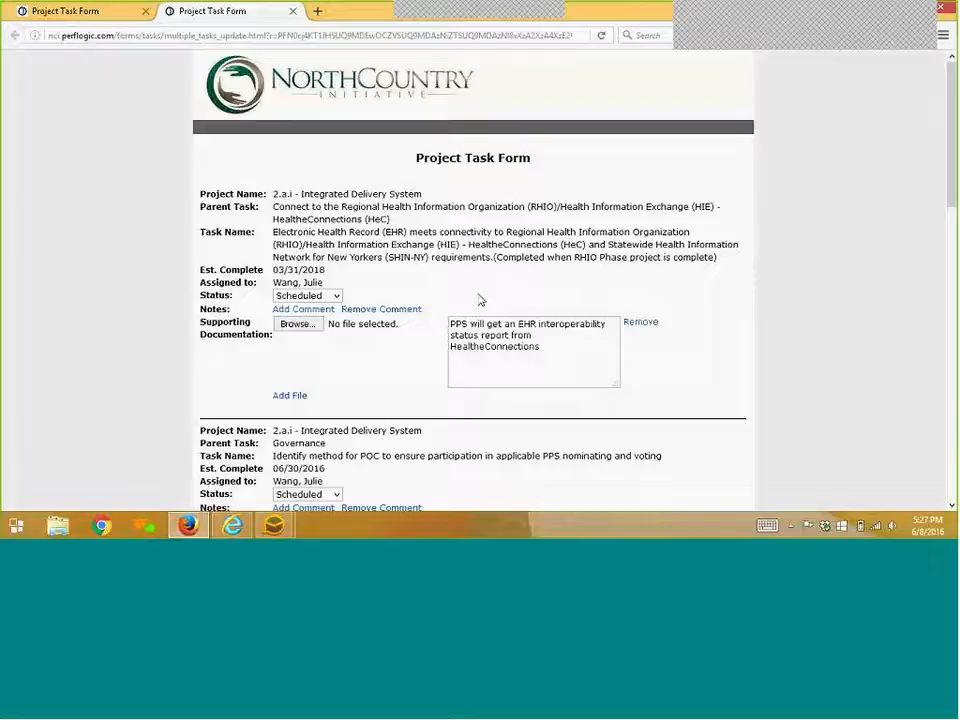 Project Task Form
Project Task Form
nci.perflogic.com/forms/tasks/multiple_tasks_update.html?
Search
NORTHCOUNTRY
INITIATIVE
Project Task Form
Project Name: 2.a.i - Integrated Delivery System
Parent Task: Connect to the Regional Health Information Organization (RHIO)/Health Information Exchange (HIE) -
HealtheConnections (HeC)
Task Name: Electronic Health Record (EHR) meets connectivity to Regional Health Information Organization
(RHIO)/Health Information Exchange (HIE) - HealtheConnections (HeC) and Statewide Health Information
Network for New Yorkers (SHIN-NY) requirements.(Completed when RHIO Phase project is complete)
Est. Complete 03/31/2018
Assigned to: Wang, Julie
Status: Scheduled
Notes: Add Comment Remove Comment
Supporting Documentation: Browse... No file selected.
PPS will get an EHR interoperability
status report from
HealtheConnections
Remove
Add File
Project Name: 2.a.i - Integrated Delivery System
Parent Task: Governance
Task Name: Identify method for POC to ensure participation in applicable PPS nominating and voting
Est. Complete 06/30/2016
Assigned to: Wang, Julie
Status: Scheduled
Notes: Add Comment Remove Comment
5:27 PM
6/8/2016